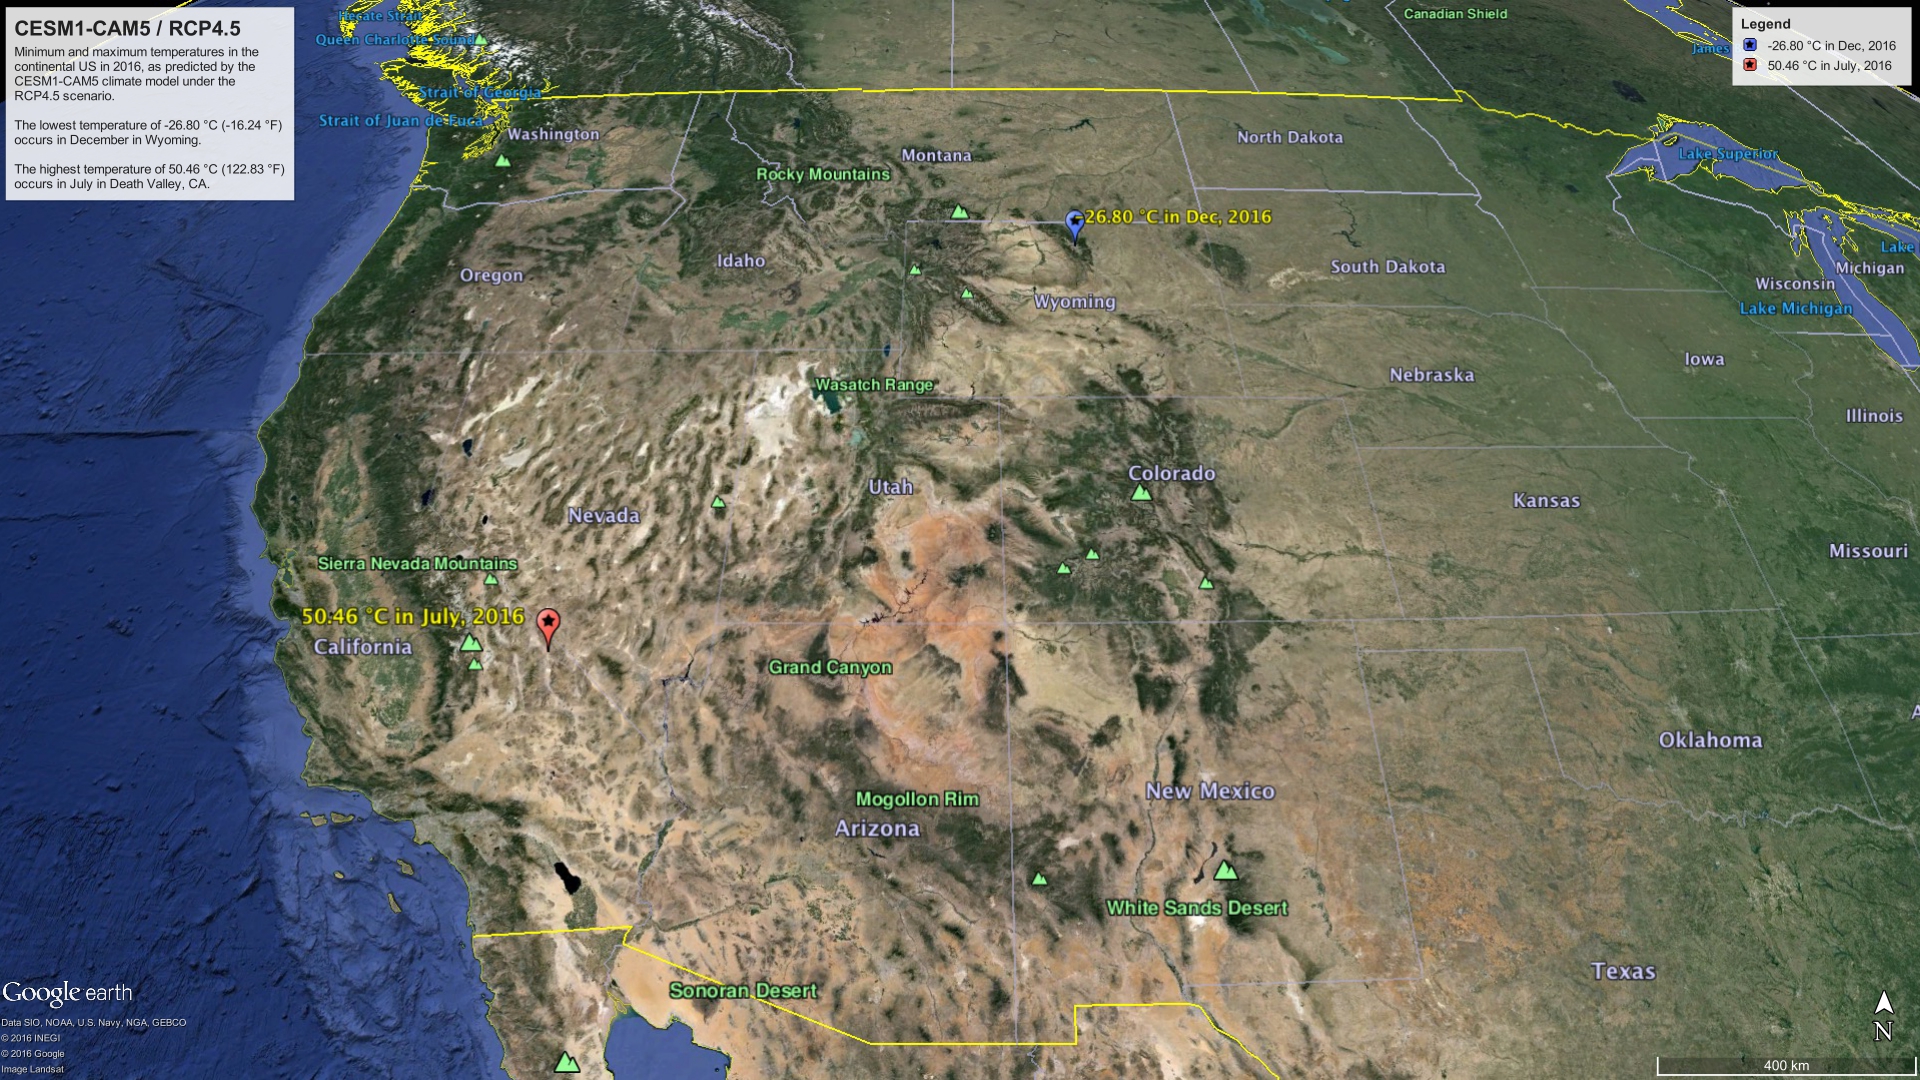 CESM1-CAM5 / RCP4.5
Minimum and maximum temperatures in the
continental US in 2016, as predicted by the
CESM1-CAM5 climate model under the
RCP4.5 scenario.
The lowest temperature of -26.80 °C (-16.24 °F)
occurs in December in Wyoming.
The highest temperature of 50.46 °C (122.83 °F)
occurs in July in Death Valley, CA.
Legend
-26.80 °C in Dec, 2016
50.46 °C in July, 2016
Hecate Strait
Queen Charlotte Sound
Canadian Shield
James
Strait of Georgia
Strait of Juan de Fuca
Washington
Montana
North Dakota
Lake Superior
Rocky Mountains
-26.80 °C in Dec, 2016
Lake
Oregon
Idaho
South Dakota
Michigan
Wisconsin
Wyoming
Lake Michigan
Iowa
Wasatch Range
Nebraska
Illinois
Utah
Colorado
Kansas
Nevada
Missouri
Sierra Nevada Mountains
50.46 °C in July, 2016
California
Grand Canyon
A
Oklahoma
New Mexico
Mogollon Rim
Arizona
White Sands Desert
Texas
Sonoran Desert
Google earth
Data SIO, NOAA, U.S. Navy, NGA, GEBCO
© 2016 INEGI
© 2016 Google
Image Landsat
N
400 km